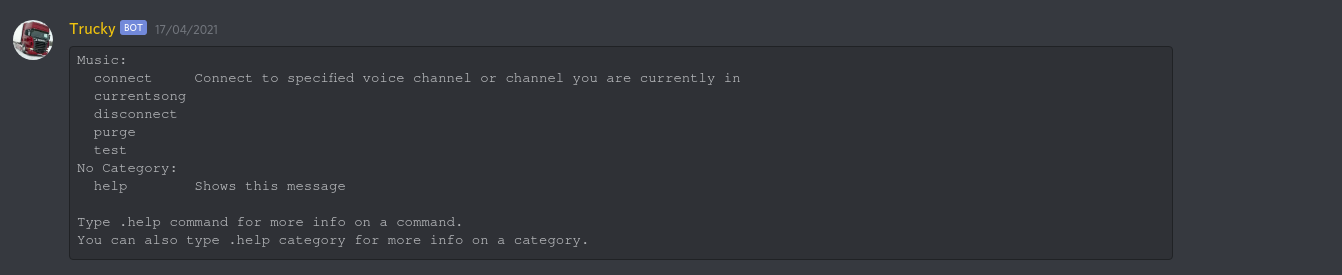 Trucky BOT 17/04/2021
Music:
  connect     Connect to specified voice channel or channel you are currently in
  currentsong
  disconnect
  purge
  test
No Category:
  help        Shows this message

Type .help command for more info on a command.
You can also type .help category for more info on a category.